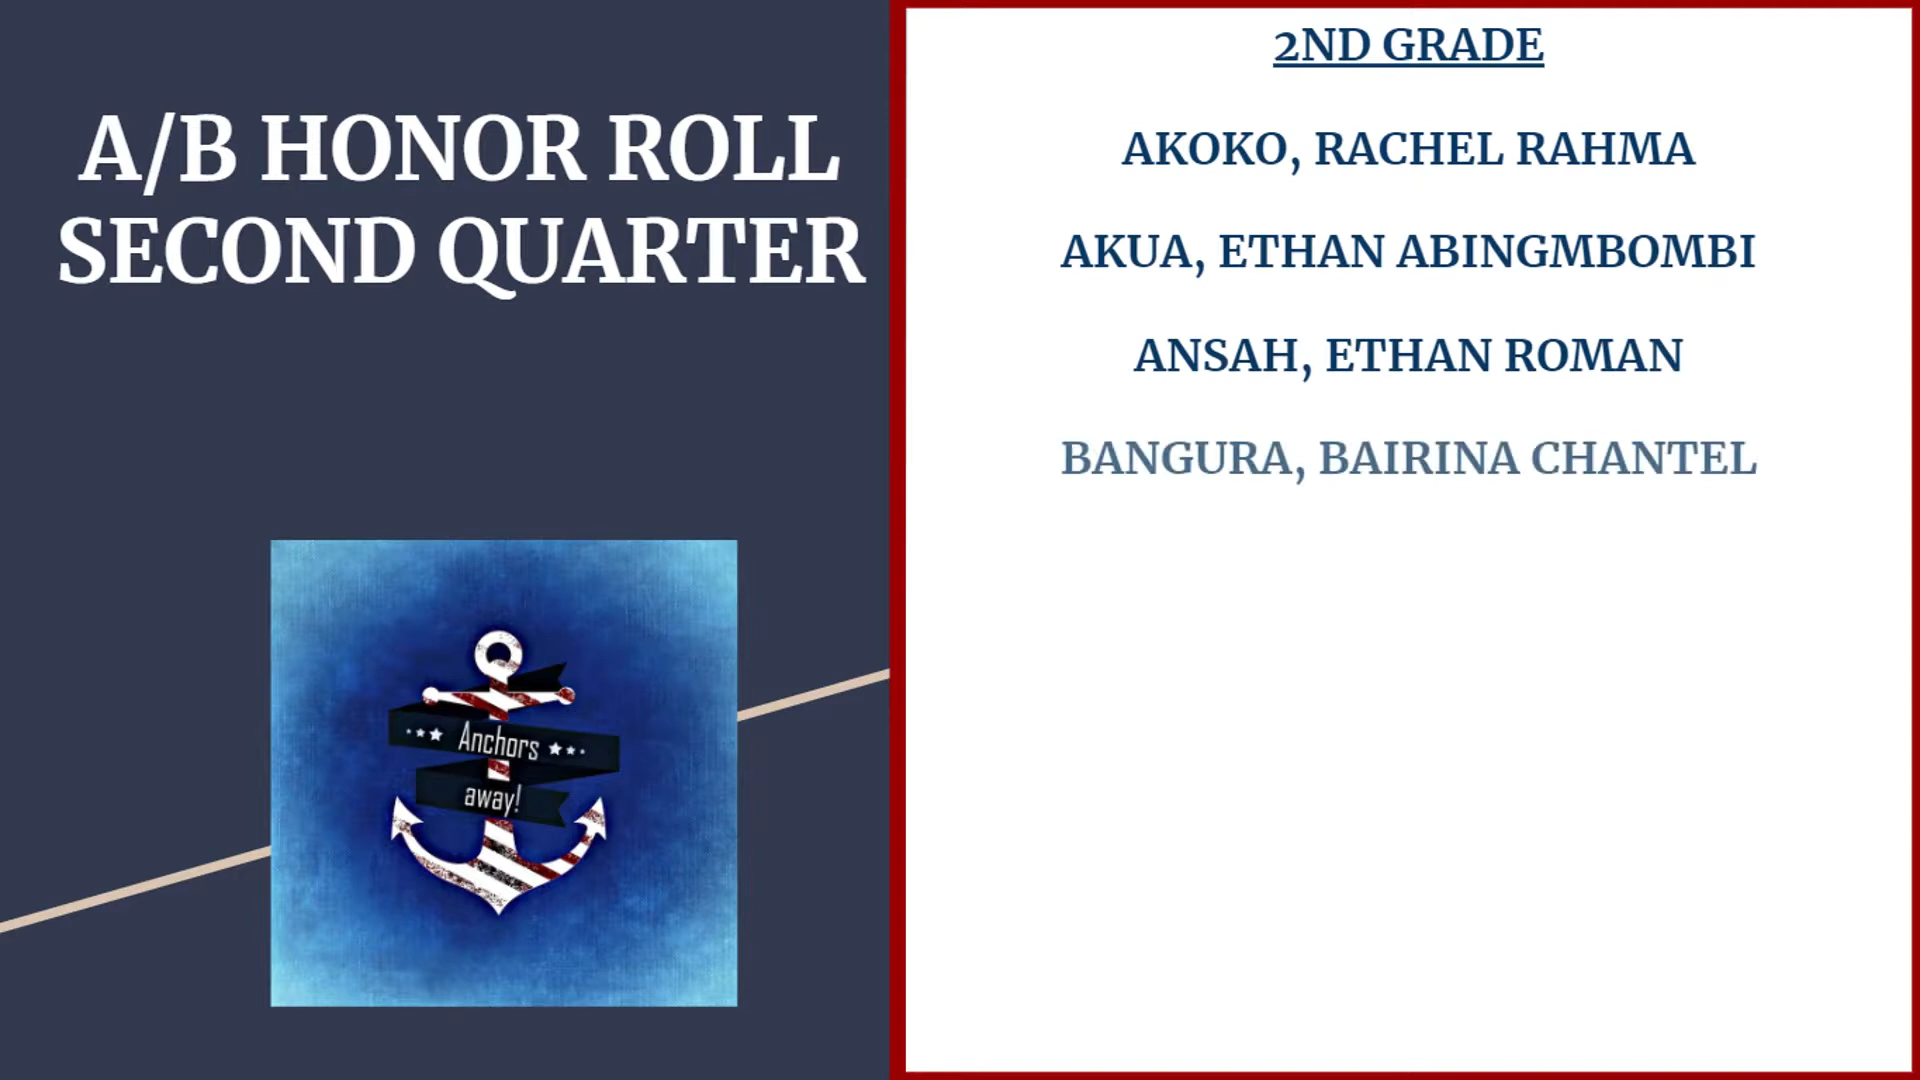 A/B HONOR ROLL
SECOND QUARTER
Anchors
away!
2ND GRADE
AKOKO, RACHEL RAHMA
AKUA, ETHAN ABINGMBOMBI
ANSAH, ETHAN ROMAN
BANGURA, BAIRINA CHANTEL